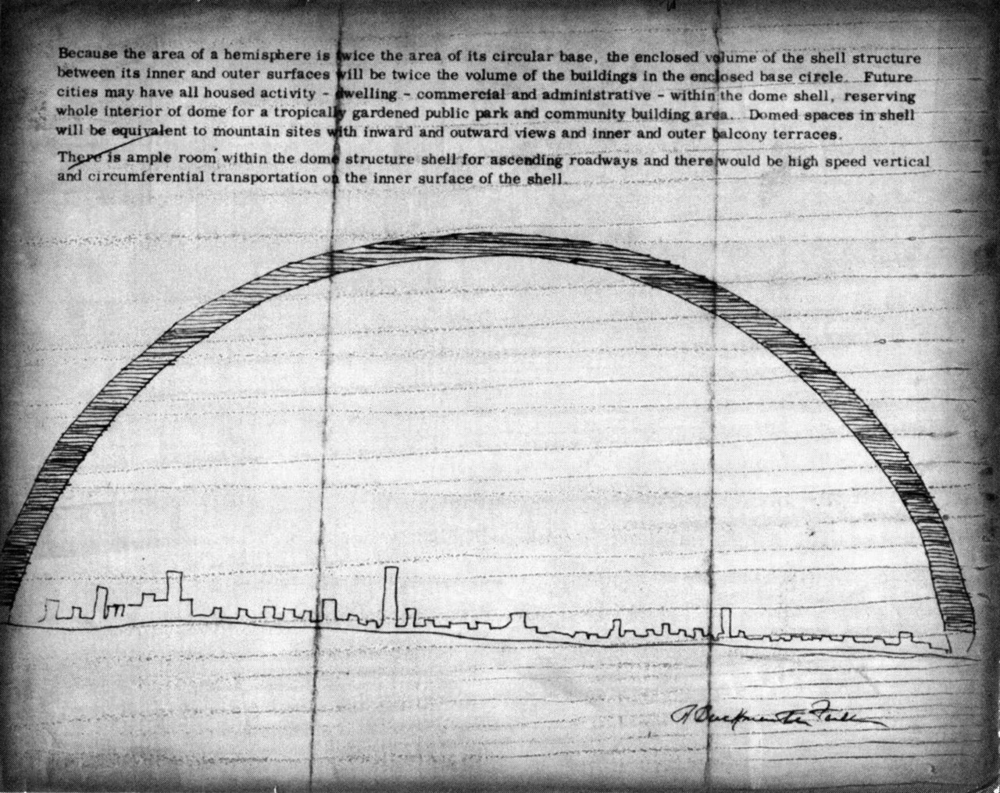 Because the area of a hemisphere is twice the area of its circular base, the enclosed volume of the shell structure
between its inner and outer surfaces will be twice the volume of the buildings in the enclosed base circle. Future
cities may have all housed activity - dwelling - commercial and administrative - within the dome shell, reserving
whole interior of dome for a tropically gardened public park and community building area. Domed spaces in shell
will be equivalent to mountain sites with inward and outward views and inner and outer balcony terraces.
There is ample room within the dome structure shell for ascending roadways and there would be high speed vertical
and circumferential transportation on the inner surface of the shell.
R Buckminster Fuller